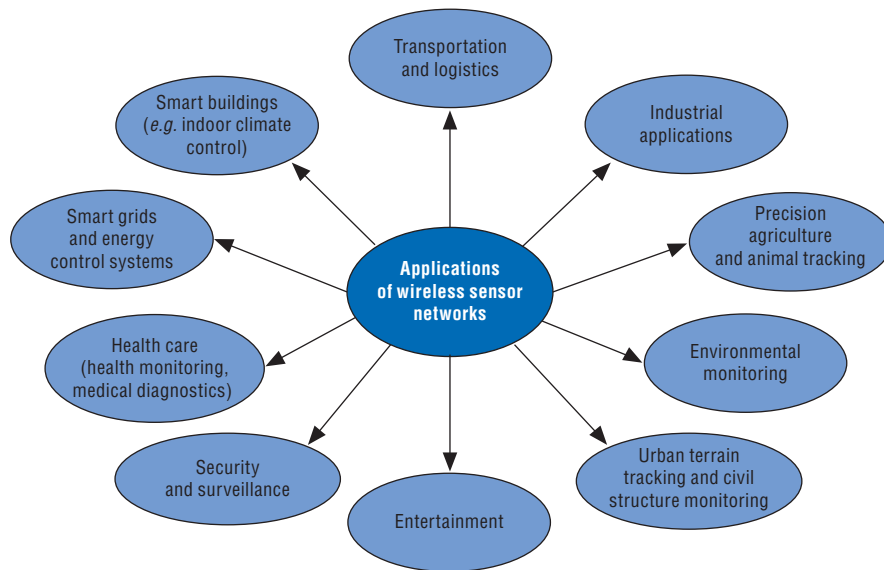 Transportation
and logistics
Smart buildings
(e.g. indoor climate
control)
Industrial
applications
Smart grids
and energy
control systems
Precision
agriculture
and animal tracking
Applications
of wireless sensor
networks
Health care
(health monitoring,
medical diagnostics)
Environmental
monitoring
Security
and surveillance
Urban terrain
tracking and civil
structure monitoring
Entertainment